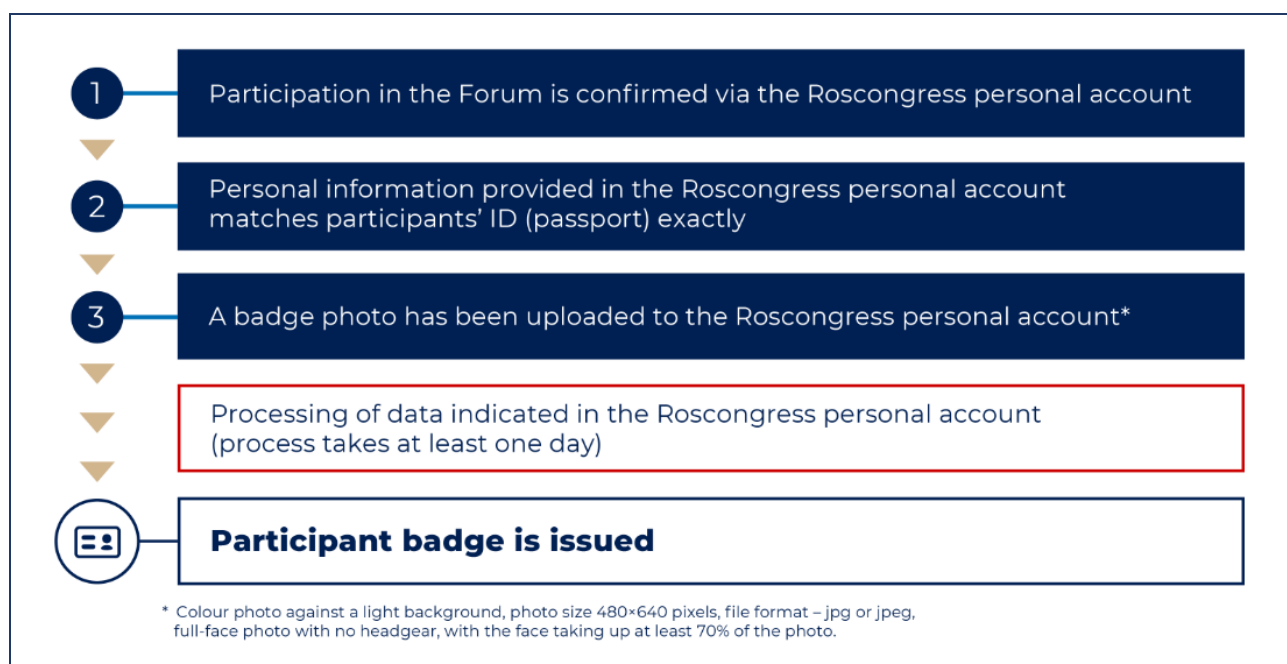 1
Participation in the Forum is confirmed via the Roscongress personal account
2
Personal information provided in the Roscongress personal account
matches participants’ ID (passport) exactly
3
A badge photo has been uploaded to the Roscongress personal account*
Processing of data indicated in the Roscongress personal account
(process takes at least one day)
Participant badge is issued
* Colour photo against a light background, photo size 480×640 pixels, file format – jpg or jpeg,
full-face photo with no headgear, with the face taking up at least 70% of the photo.